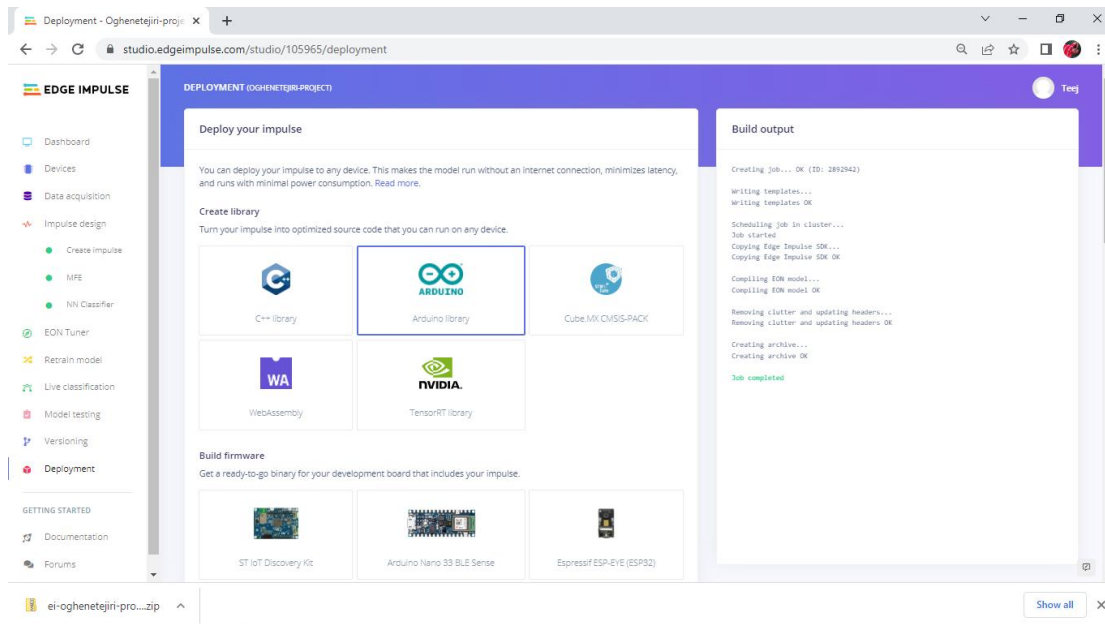 Deployment - Oghenetejiri-proje
studio.edgeimpulse.com/studio/105965/deployment
EDGE IMPULSE
Dashboard
Devices
Data acquisition
Impulse design
Create impulse
MFE
NN Classifier
EON Tuner
Retrain model
Live classification
Model testing
Versioning
Deployment
GETTING STARTED
Documentation
Forums
DEPLOYMENT (OGHENETEJIRI-PROJECT)
Teej
Deploy your impulse
You can deploy your impulse to any device. This makes the model run without an internet connection, minimizes latency,
and runs with minimal power consumption. Read more.
Create library
Turn your impulse into optimized source code that you can run on any device.
C++ library
ARDUINO
Arduino library
Cube.MX CMSIS-PACK
WA
WebAssembly
NVIDIA.
TensorRT library
Build firmware
Get a ready-to-go binary for your development board that includes your impulse.
ST IoT Discovery Kit
Arduino Nano 33 BLE Sense
Espressif ESP-EYE (ESP32)
Build output
Creating job... OK (ID: 2892942)
Writing templates...
Writing templates OK
Scheduling job in cluster...
Job started
Copying Edge Impulse SDK...
Copying Edge Impulse SDK OK
Compiling EON model...
Compiling EON model OK
Removing clutter and updating headers...
Removing clutter and updating headers OK
Creating archive...
Creating archive OK
Job completed
ei-oghenetejiri-pro....zip
Show all